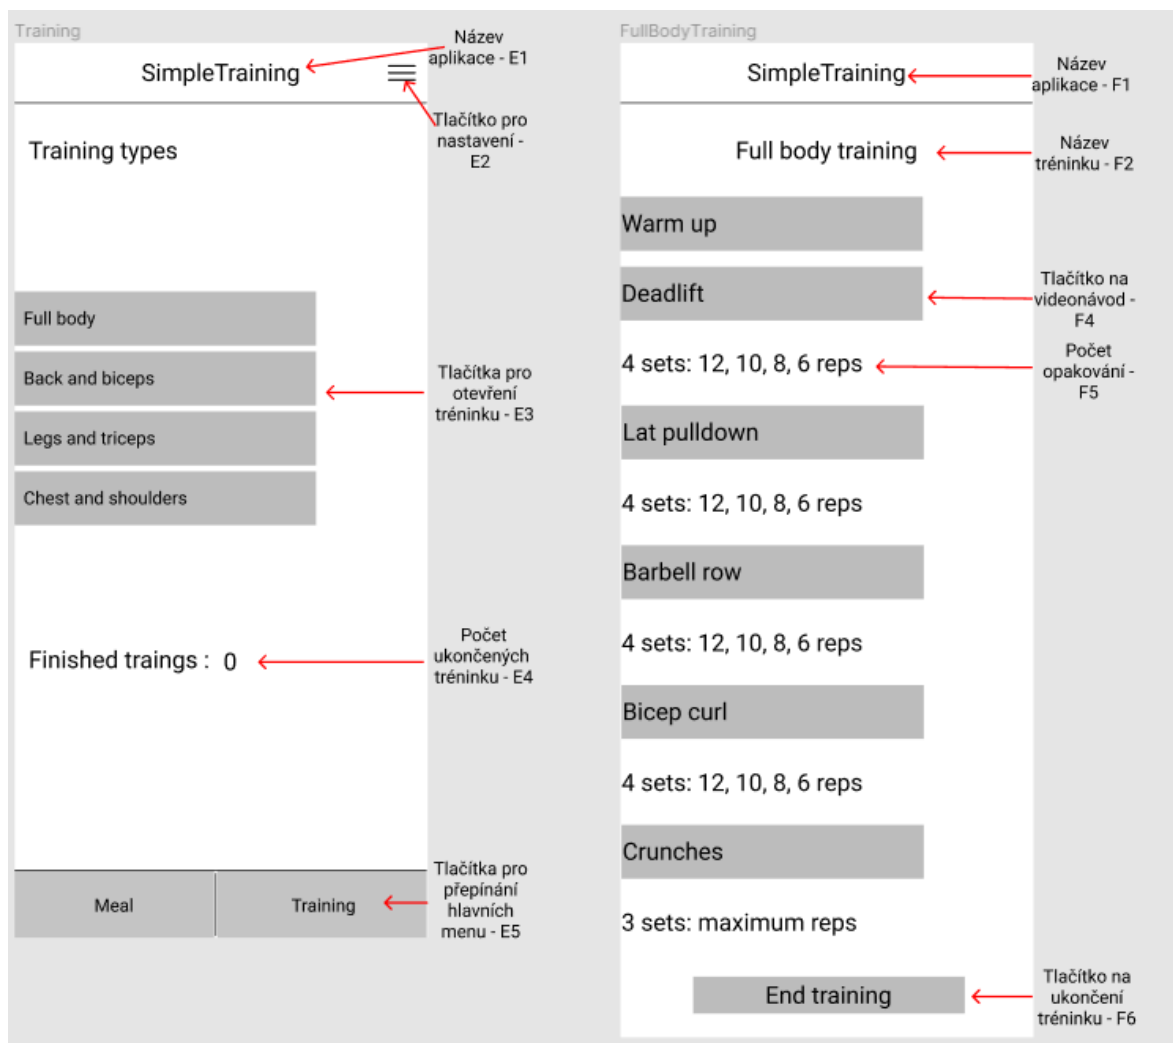 Training
SimpleTraining
Název
aplikace - E1
Tlačítko pro
nastavení -
E2
Training types
Full body
Back and biceps
Legs and triceps
Chest and shoulders
Tlačítka pro
otevření
tréninku - E3
Finished traings : 0
Počet
ukončených
tréninku - E4
Meal
Training
Tlačítka pro
přepínání
hlavních
menu - E5
FullBodyTraining
SimpleTraining
Název
aplikace - F1
Full body training
Název
tréninku - F2
Warm up
Deadlift
Tlačítko na
videonávod -
F4
4 sets: 12, 10, 8, 6 reps
Počet
opakování -
F5
Lat pulldown
4 sets: 12, 10, 8, 6 reps
Barbell row
4 sets: 12, 10, 8, 6 reps
Bicep curl
4 sets: 12, 10, 8, 6 reps
Crunches
3 sets: maximum reps
End training
Tlačítko na
ukončení
tréninku - F6